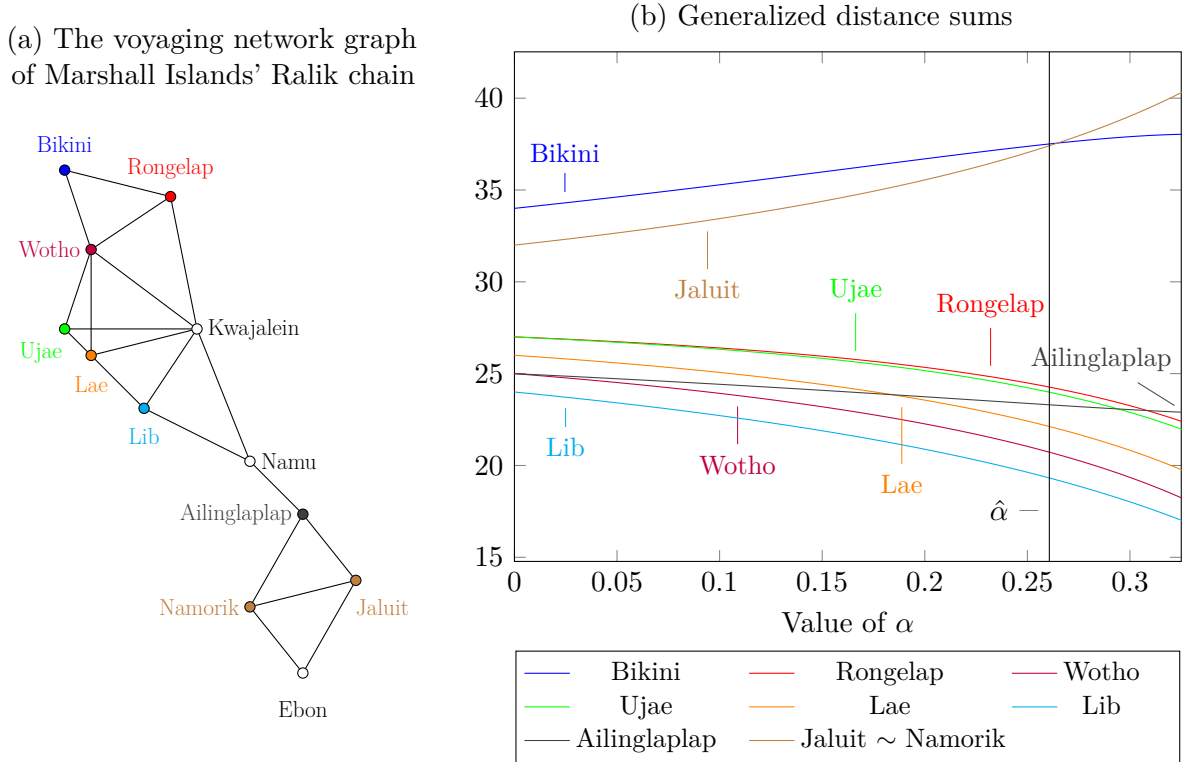 (a) The voyaging network graph
of Marshall Islands' Ralik chain
Bikini
Rongelap
Wotho
Kwajalein
Ujae
Lae
Lib
Namu
Ailinglaplap
Namorik
Jaluit
Ebon
(b) Generalized distance sums
40
35
30
25
20
15
Bikini
Jaluit
Ujae
Rongelap
Ailinglaplap
Lib
Wotho
Lae
α̂
0
0.05
0.1
0.15
0.2
0.25
0.3
Value of α
Bikini Rongelap Wotho
Ujae Lae Lib
Ailinglaplap Jaluit ∼ Namorik